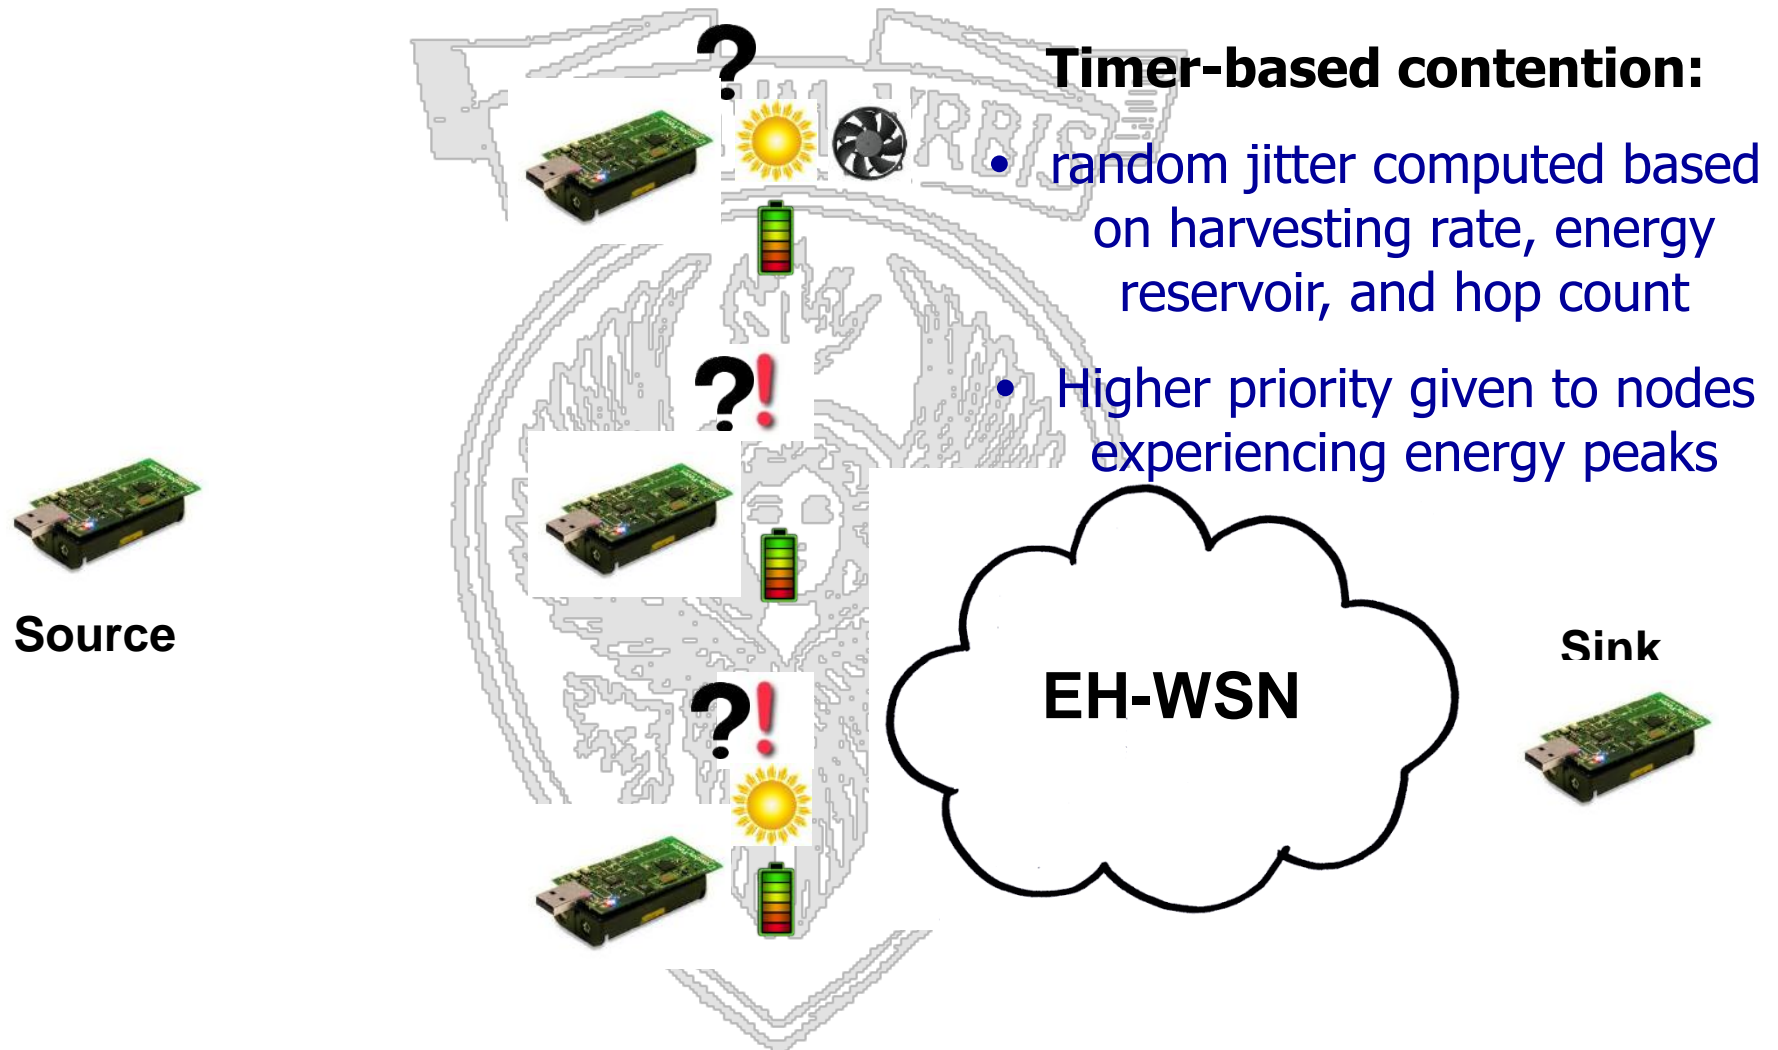 Timer-based contention:
• random jitter computed based
on harvesting rate, energy
reservoir, and hop count
• Higher priority given to nodes
experiencing energy peaks
?
?!
?!
Source
EH-WSN
Sink